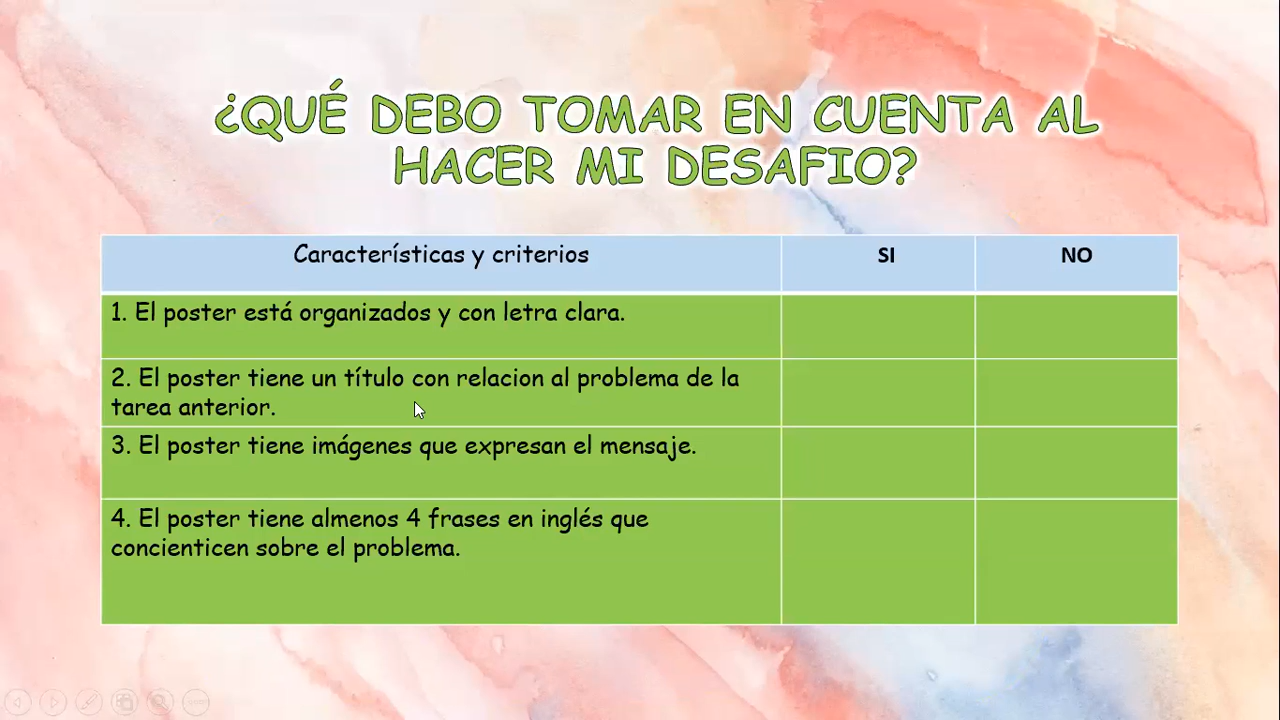 ¿QUÉ DEBO TOMAR EN CUENTA AL
HACER MI DESAFIO?
Características y criterios SI NO
1. El poster está organizados y con letra clara.
2. El poster tiene un título con relacion al problema de la
tarea anterior.
3. El poster tiene imágenes que expresan el mensaje.
4. El poster tiene almenos 4 frases en inglés que
concienticen sobre el problema.